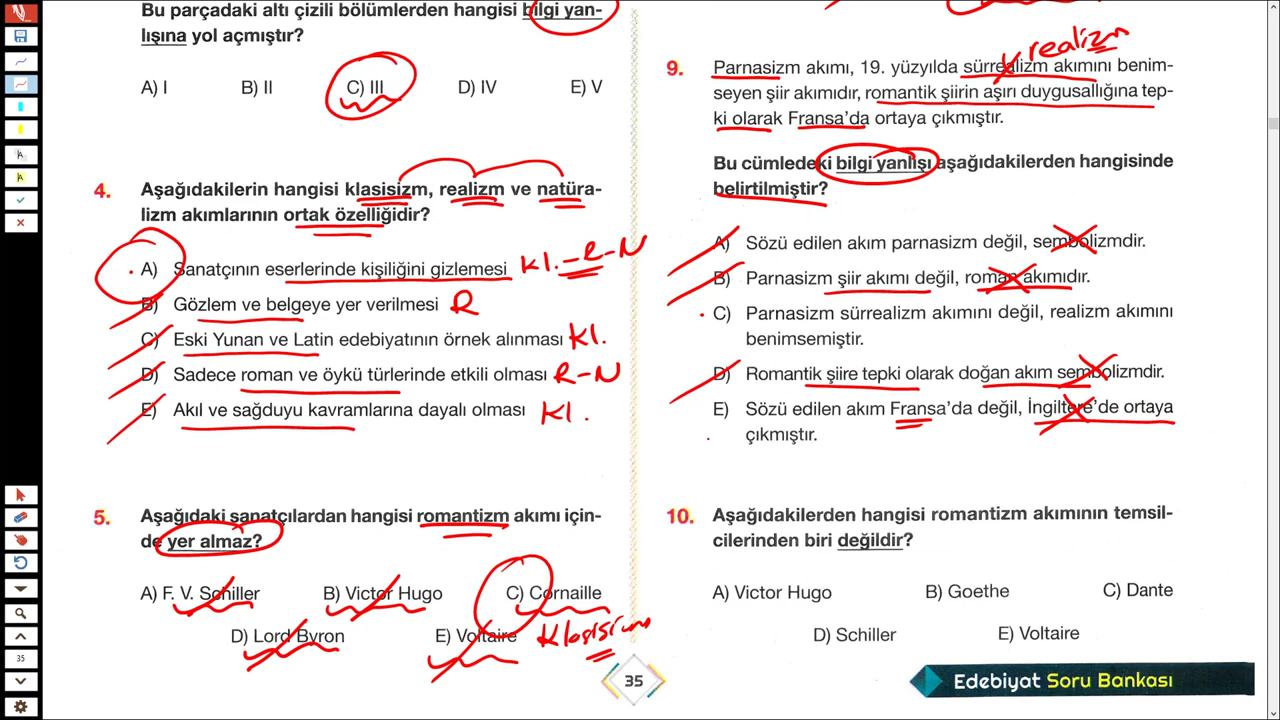 Bu parçadaki altı çizili bölümlerden hangisi bilgi yan-
lışına yol açmıştır?
A) I B) II C) III D) IV E) V
4. Aşağıdakilerin hangisi klasisizm, realizm ve natüra-
lizm akımlarının ortak özelliğidir?
A) Sanatçının eserlerinde kişiliğini gizlemesi Kl. – R – N
B) Gözlem ve belgeye yer verilmesi R
C) Eski Yunan ve Latin edebiyatının örnek alınması Kl.
D) Sadece roman ve öykü türlerinde etkili olması R – N
E) Akıl ve sağduyu kavramlarına dayalı olması Kl.
5. Aşağıdaki sanatçılardan hangisi romantizm akımı için-
de yer almaz?
A) F. V. Schiller B) Victor Hugo C) Cornaille
D) Lord Byron E) Voltaire Klasisizm
realizm
9. Parnasizm akımı, 19. yüzyılda sürrealizm akımını benim-
seyen şiir akımıdır, romantik şiirin aşırı duygusallığına tep-
ki olarak Fransa’da ortaya çıkmıştır.
Bu cümledeki bilgi yanlışı aşağıdakilerden hangisinde
belirtilmiştir?
A) Sözü edilen akım parnasizm değil, sembolizmdir.
B) Parnasizm şiir akımı değil, roman akımıdır.
C) Parnasizm sürrealizm akımını değil, realizm akımını
benimsemiştir.
D) Romantik şiire tepki olarak doğan akım sembolizmdir.
E) Sözü edilen akım Fransa’da değil, İngiltere’de ortaya
çıkmıştır.
10. Aşağıdakilerden hangisi romantizm akımının temsil-
cilerinden biri değildir?
A) Victor Hugo B) Goethe C) Dante
D) Schiller E) Voltaire
35
Edebiyat Soru Bankası
35